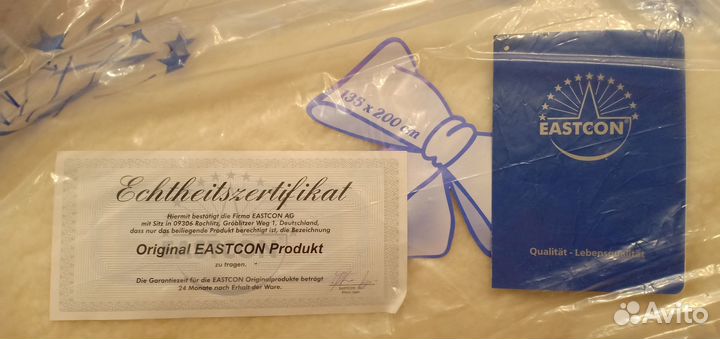 135 x 200 cm
EASTCON®
Echtheitszertifikat
Hiermit bestätigt die Firma EASTCON AG
mit Sitz in 09306 Rochlitz, Gröblitzer Weg 1, Deutschland,
dass nur das beiliegende Produkt berechtigt ist, die Bezeichnung
Original EASTCON Produkt
zu tragen.
Die Garantiezeit für die EASTCON Originalprodukte beträgt
24 Monate nach Erhalt der Ware.
EASTCON
Qualität - Lebensqualität
Avito